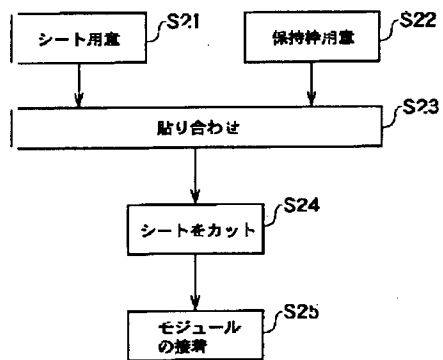 シート用意 S21
保持枠用意 S22
貼り合わせ S23
シートをカット S24
モジュール
の接着 S25